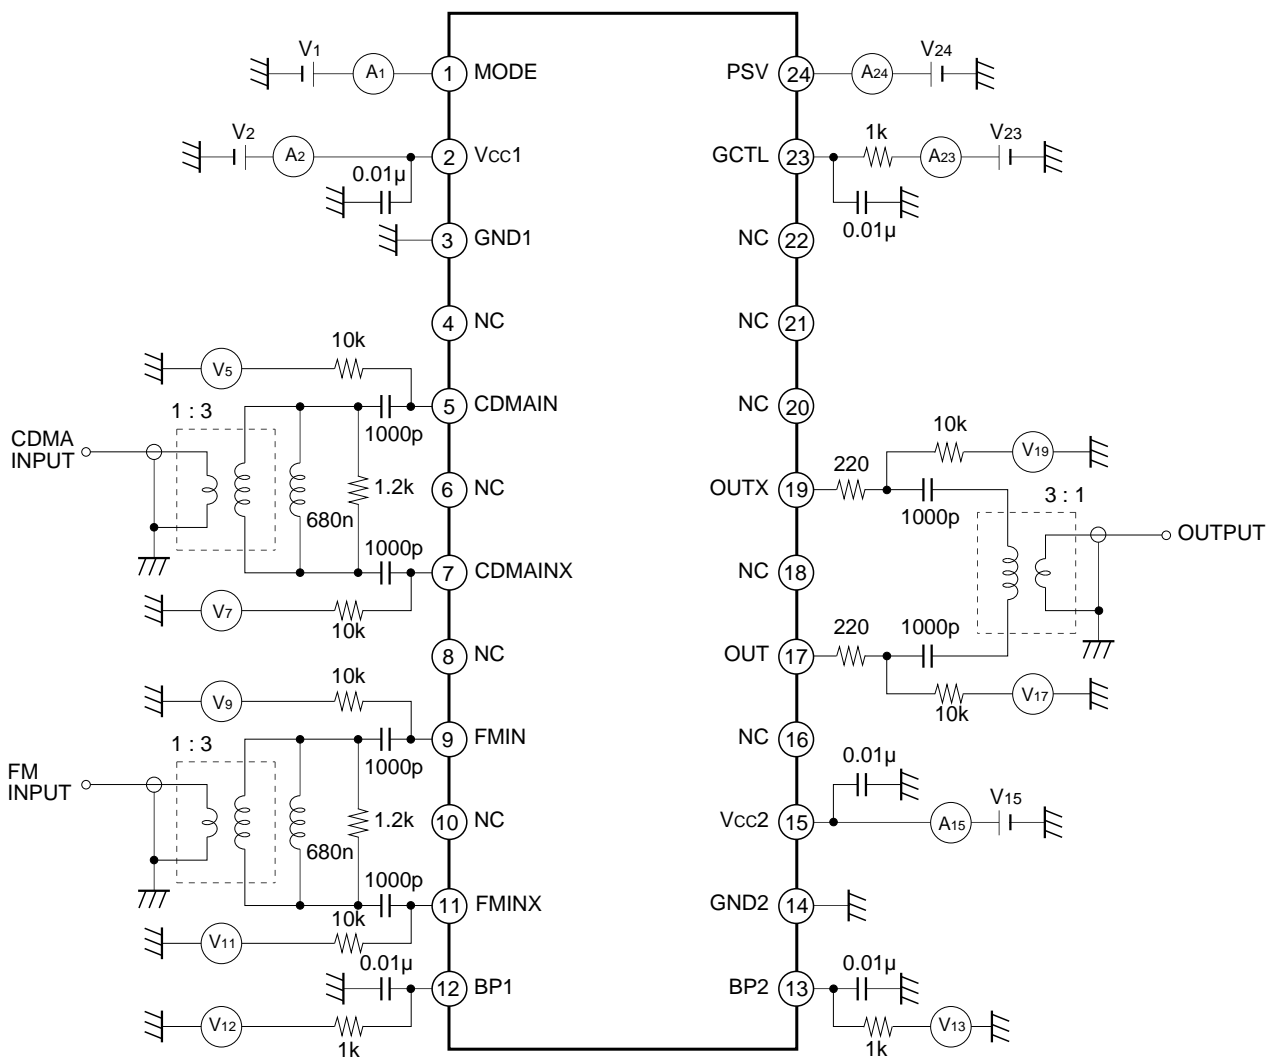 V1
A1
1 MODE
V2
A2
2 Vcc1
0.01µ
3 GND1
4 NC
10k
V5
5 CDMAIN
1 : 3
1000p
CDMA
INPUT
6 NC
1.2k
680n
1000p
7 CDMAINX
V7
10k
8 NC
10k
V9
9 FMIN
1 : 3
1000p
FM
INPUT
10 NC
1.2k
680n
1000p
11 FMINX
10k
V11
0.01µ
12 BP1
V12
1k
PSV 24
A24
V24
1k
V23
GCTL 23
A23
0.01µ
NC 22
NC 21
NC 20
10k
V19
220
OUTX 19
1000p
3 : 1
OUTPUT
NC 18
220
1000p
OUT 17
V17
10k
NC 16
0.01µ
V15
Vcc2 15
A15
GND2 14
0.01µ
BP2 13
V13
1k